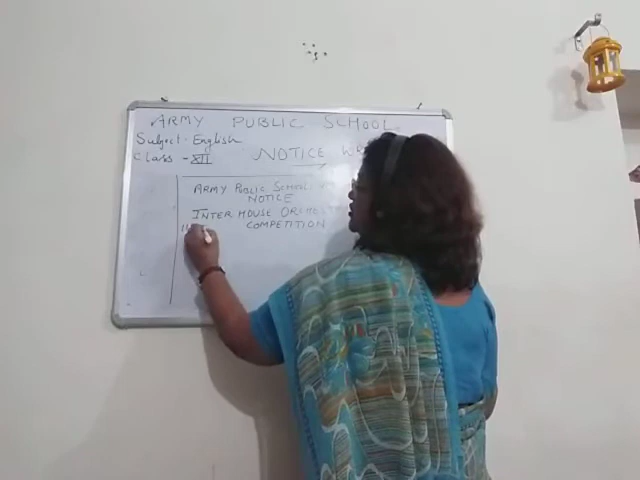 ARMY PUBLIC SCHOOL
Subject- English
Class - XII
NOTICE
ARMY PUBLIC SCHOOL
NOTICE
INTER HOUSE
COMPETITION